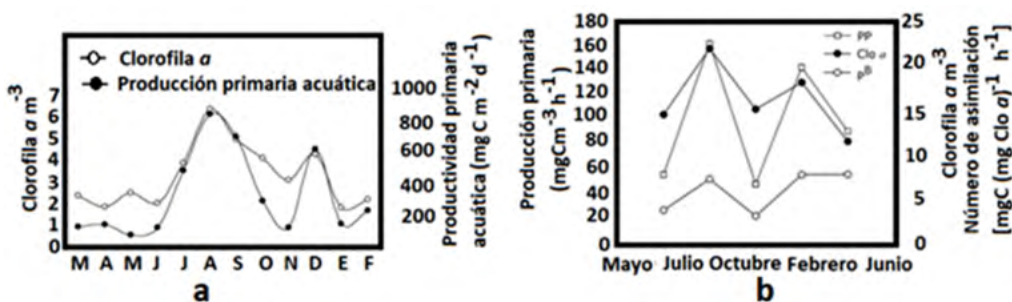 Clorofila a
Producción primaria acuática
Clorofila a m-3
7
6
5
4
3
2
1
0
1000
800
600
400
200
Productividad primaria
acuática (mgC m-2 d-1)
M A M J J A S O N D E F
a
Producción primaria
(mgCm-3 h-1)
180
160
140
120
100
80
60
40
20
0
PP
Clo a
pB
25
20
15
10
5
0
Clorofila a m-3
Número de asimilación
[mgC (mg Clo a)-1 h-1]
Mayo Julio Octubre Febrero Junio
b